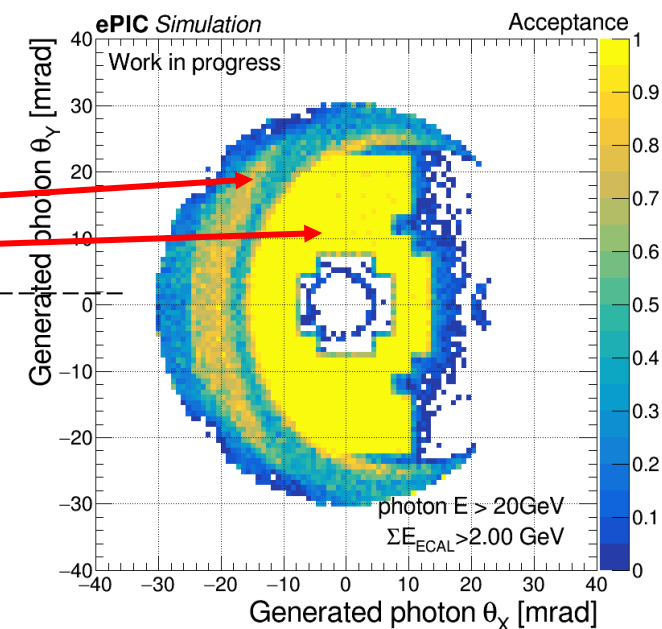 ePIC Simulation
Acceptance
Work in progress
Generated photon θY [mrad]
40
30
20
10
0
−10
−20
−30
−40
−40 −30 −20 −10 0 10 20 30 40
Generated photon θX [mrad]
photon E > 20GeV
ΣEECAL>2.00 GeV
1
0.9
0.8
0.7
0.6
0.5
0.4
0.3
0.2
0.1
0